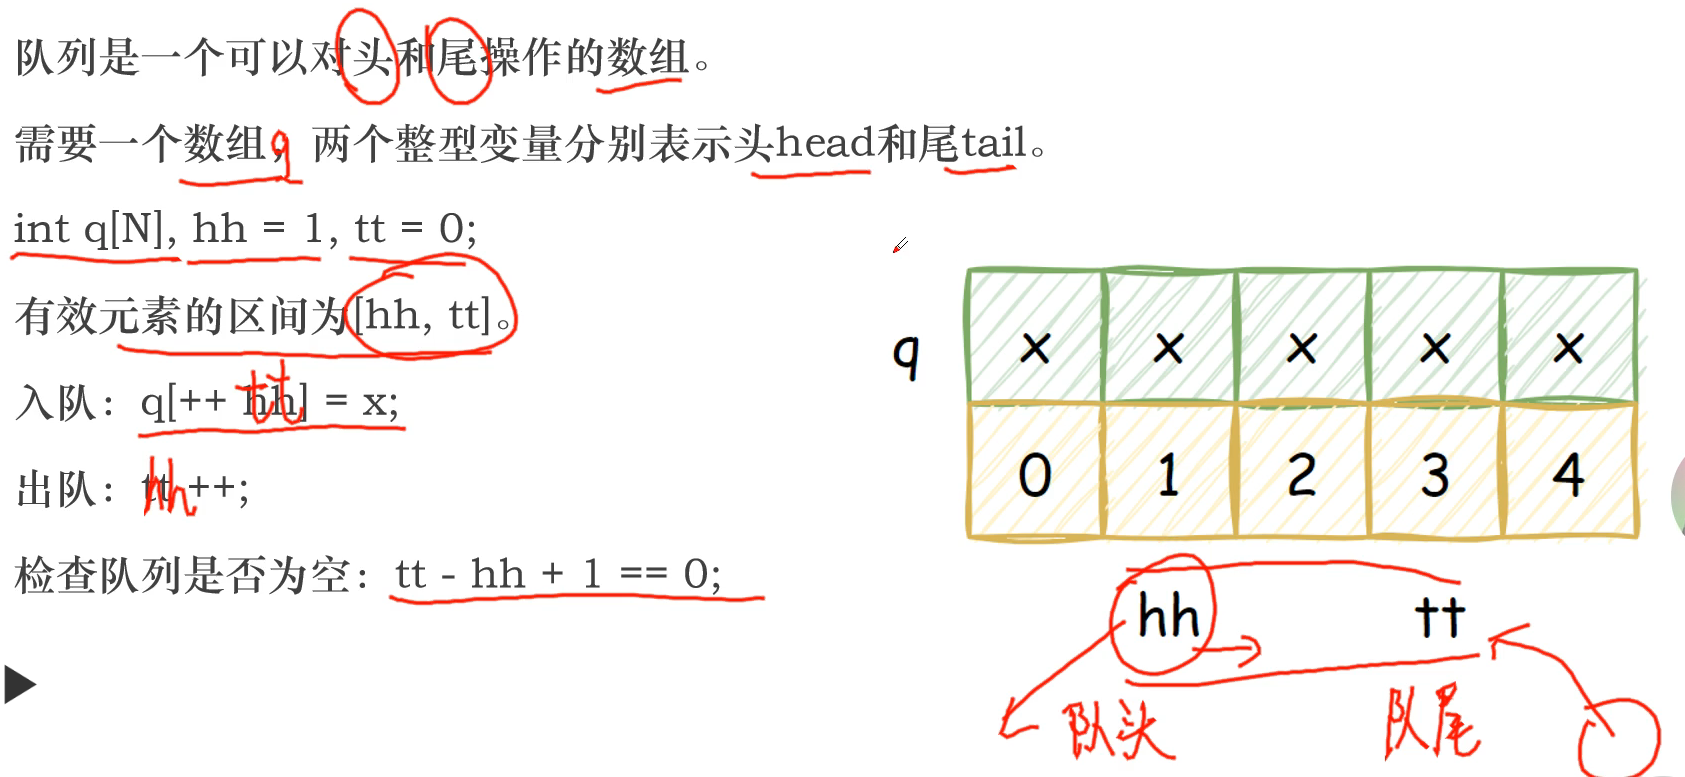 队列是一个可以对头和尾操作的数组。
需要一个数组q，两个整型变量分别表示头head和尾tail。
int q[N], hh = 1, tt = 0;
有效元素的区间为[hh, tt]。
入队：q[++ hh] = x;
tt
出队：tt ++;
hh
检查队列是否为空：tt - hh + 1 == 0;
q
x x x x x
0 1 2 3 4
hh tt
队头 队尾